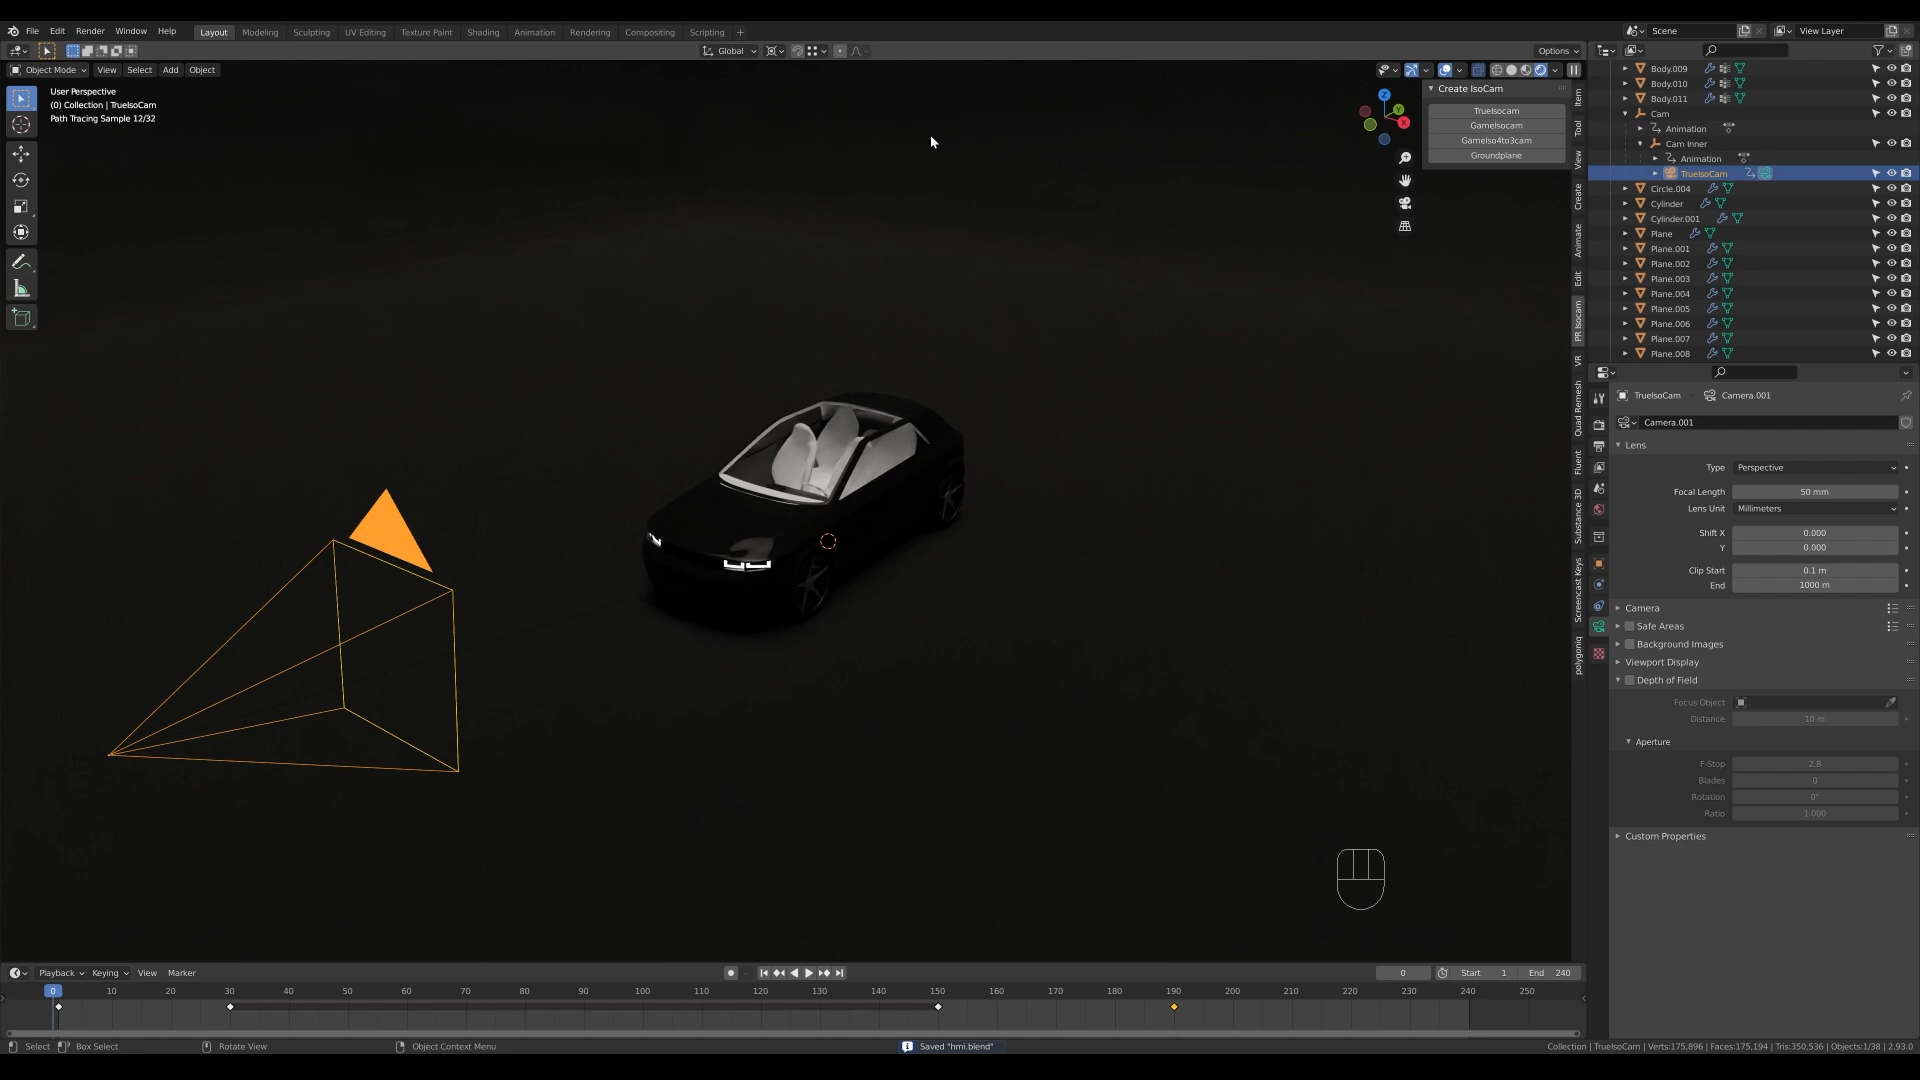 File Edit Render Window Help Layout Modeling Sculpting UV Editing Texture Paint Shading Animation Rendering Compositing Scripting + Scene View Layer
Global Options
Object Mode View Select Add Object
User Perspective
(0) Collection | TrueIsoCam
Path Tracing Sample 12/32
Z
Y
X
Create IsoCam
TrueIsocam
GameIsocam
GameIso4to3cam
Groundplane
Item
Tool
View
Create
Animate
Edit
PR Isocam
VR
Quad Remesh
Fluent
Substance 3D
Screencast Keys
polygoniq
Body.009
Body.010
Body.011
Cam
Animation
Cam Inner
Animation
TrueIsoCam
Circle.004
Cylinder
Cylinder.001
Plane
Plane.001
Plane.002
Plane.003
Plane.004
Plane.005
Plane.006
Plane.007
Plane.008
TrueIsoCam Camera.001
Camera.001
Lens
Type Perspective
Focal Length 50 mm
Lens Unit Millimeters
Shift X 0.000
Y 0.000
Clip Start 0.1 m
End 1000 m
Camera
Safe Areas
Background Images
Viewport Display
Depth of Field
Focus Object
Distance 10 m
Aperture
F-Stop 2.8
Blades 0
Rotation 0°
Ratio 1.000
Custom Properties
Playback Keying View Marker 0 Start 1 End 240
0 10 20 30 40 50 60 70 80 90 100 110 120 130 140 150 160 170 180 190 200 210 220 230 240 250
Select Box Select Rotate View Object Context Menu Saved "hmi.blend" Collection | TrueIsoCam | Verts:175,896 | Faces:175,194 | Tris:350,536 | Objects:1/38 | 2.93.0